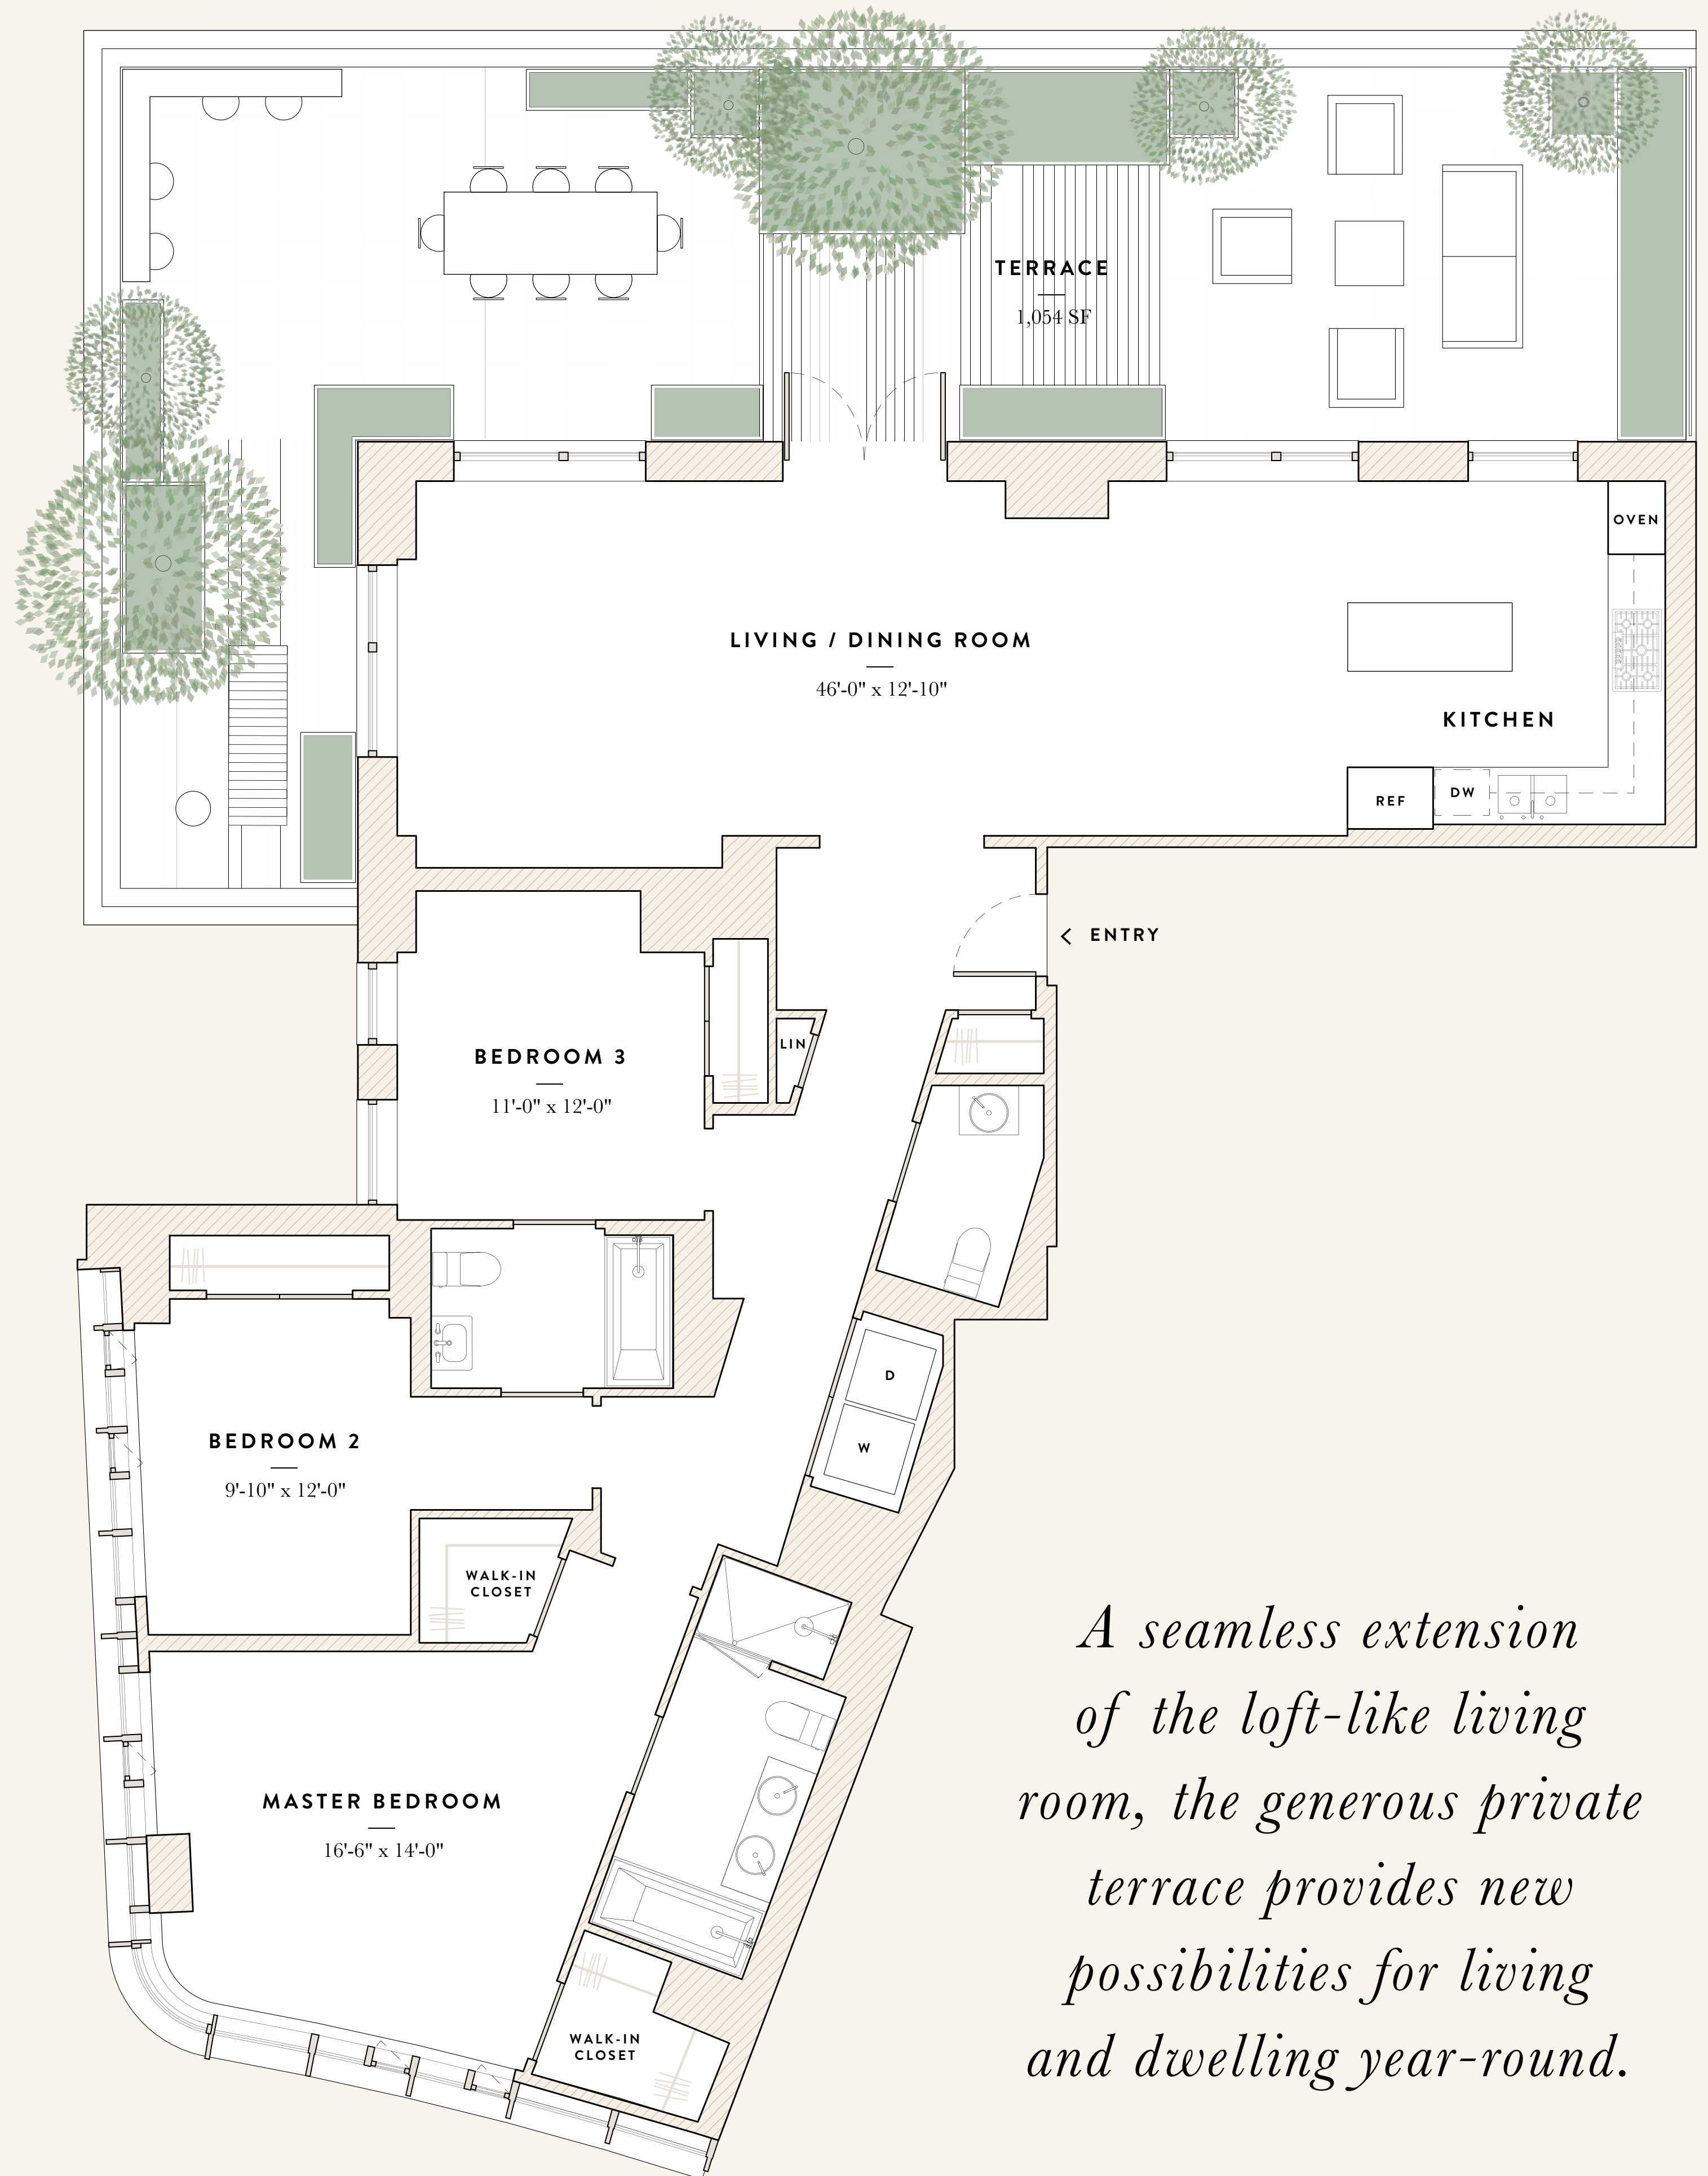 TERRACE
1,054 SF
OVEN
LIVING / DINING ROOM
46'-0" x 12'-10"
KITCHEN
REF
DW
ENTRY
LIN
BEDROOM 3
11'-0" x 12'-0"
D
W
BEDROOM 2
9'-10" x 12'-0"
WALK-IN
CLOSET
MASTER BEDROOM
16'-6" x 14'-0"
WALK-IN
CLOSET
A seamless extension
of the loft-like living
room, the generous private
terrace provides new
possibilities for living
and dwelling year-round.